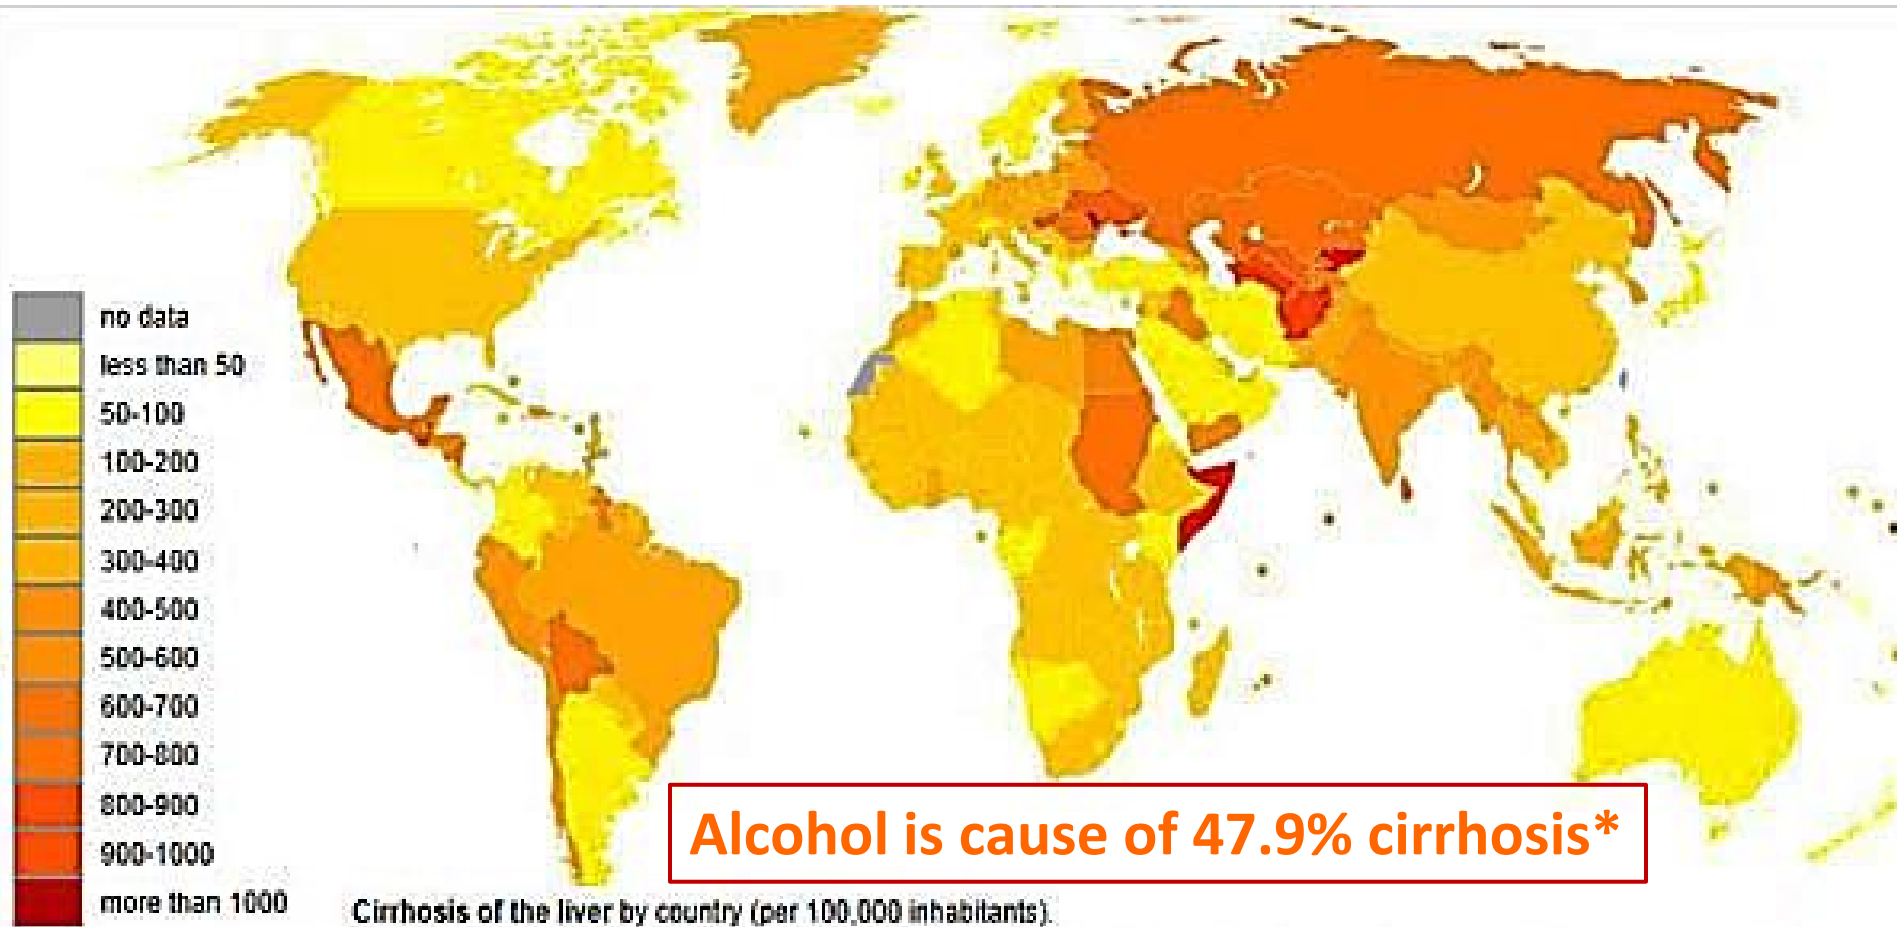 no data
less than 50
50-100
100-200
200-300
300-400
400-500
500-600
600-700
700-800
800-900
900-1000
more than 1000
Alcohol is cause of 47.9% cirrhosis*
Cirrhosis of the liver by country (per 100,000 inhabitants).